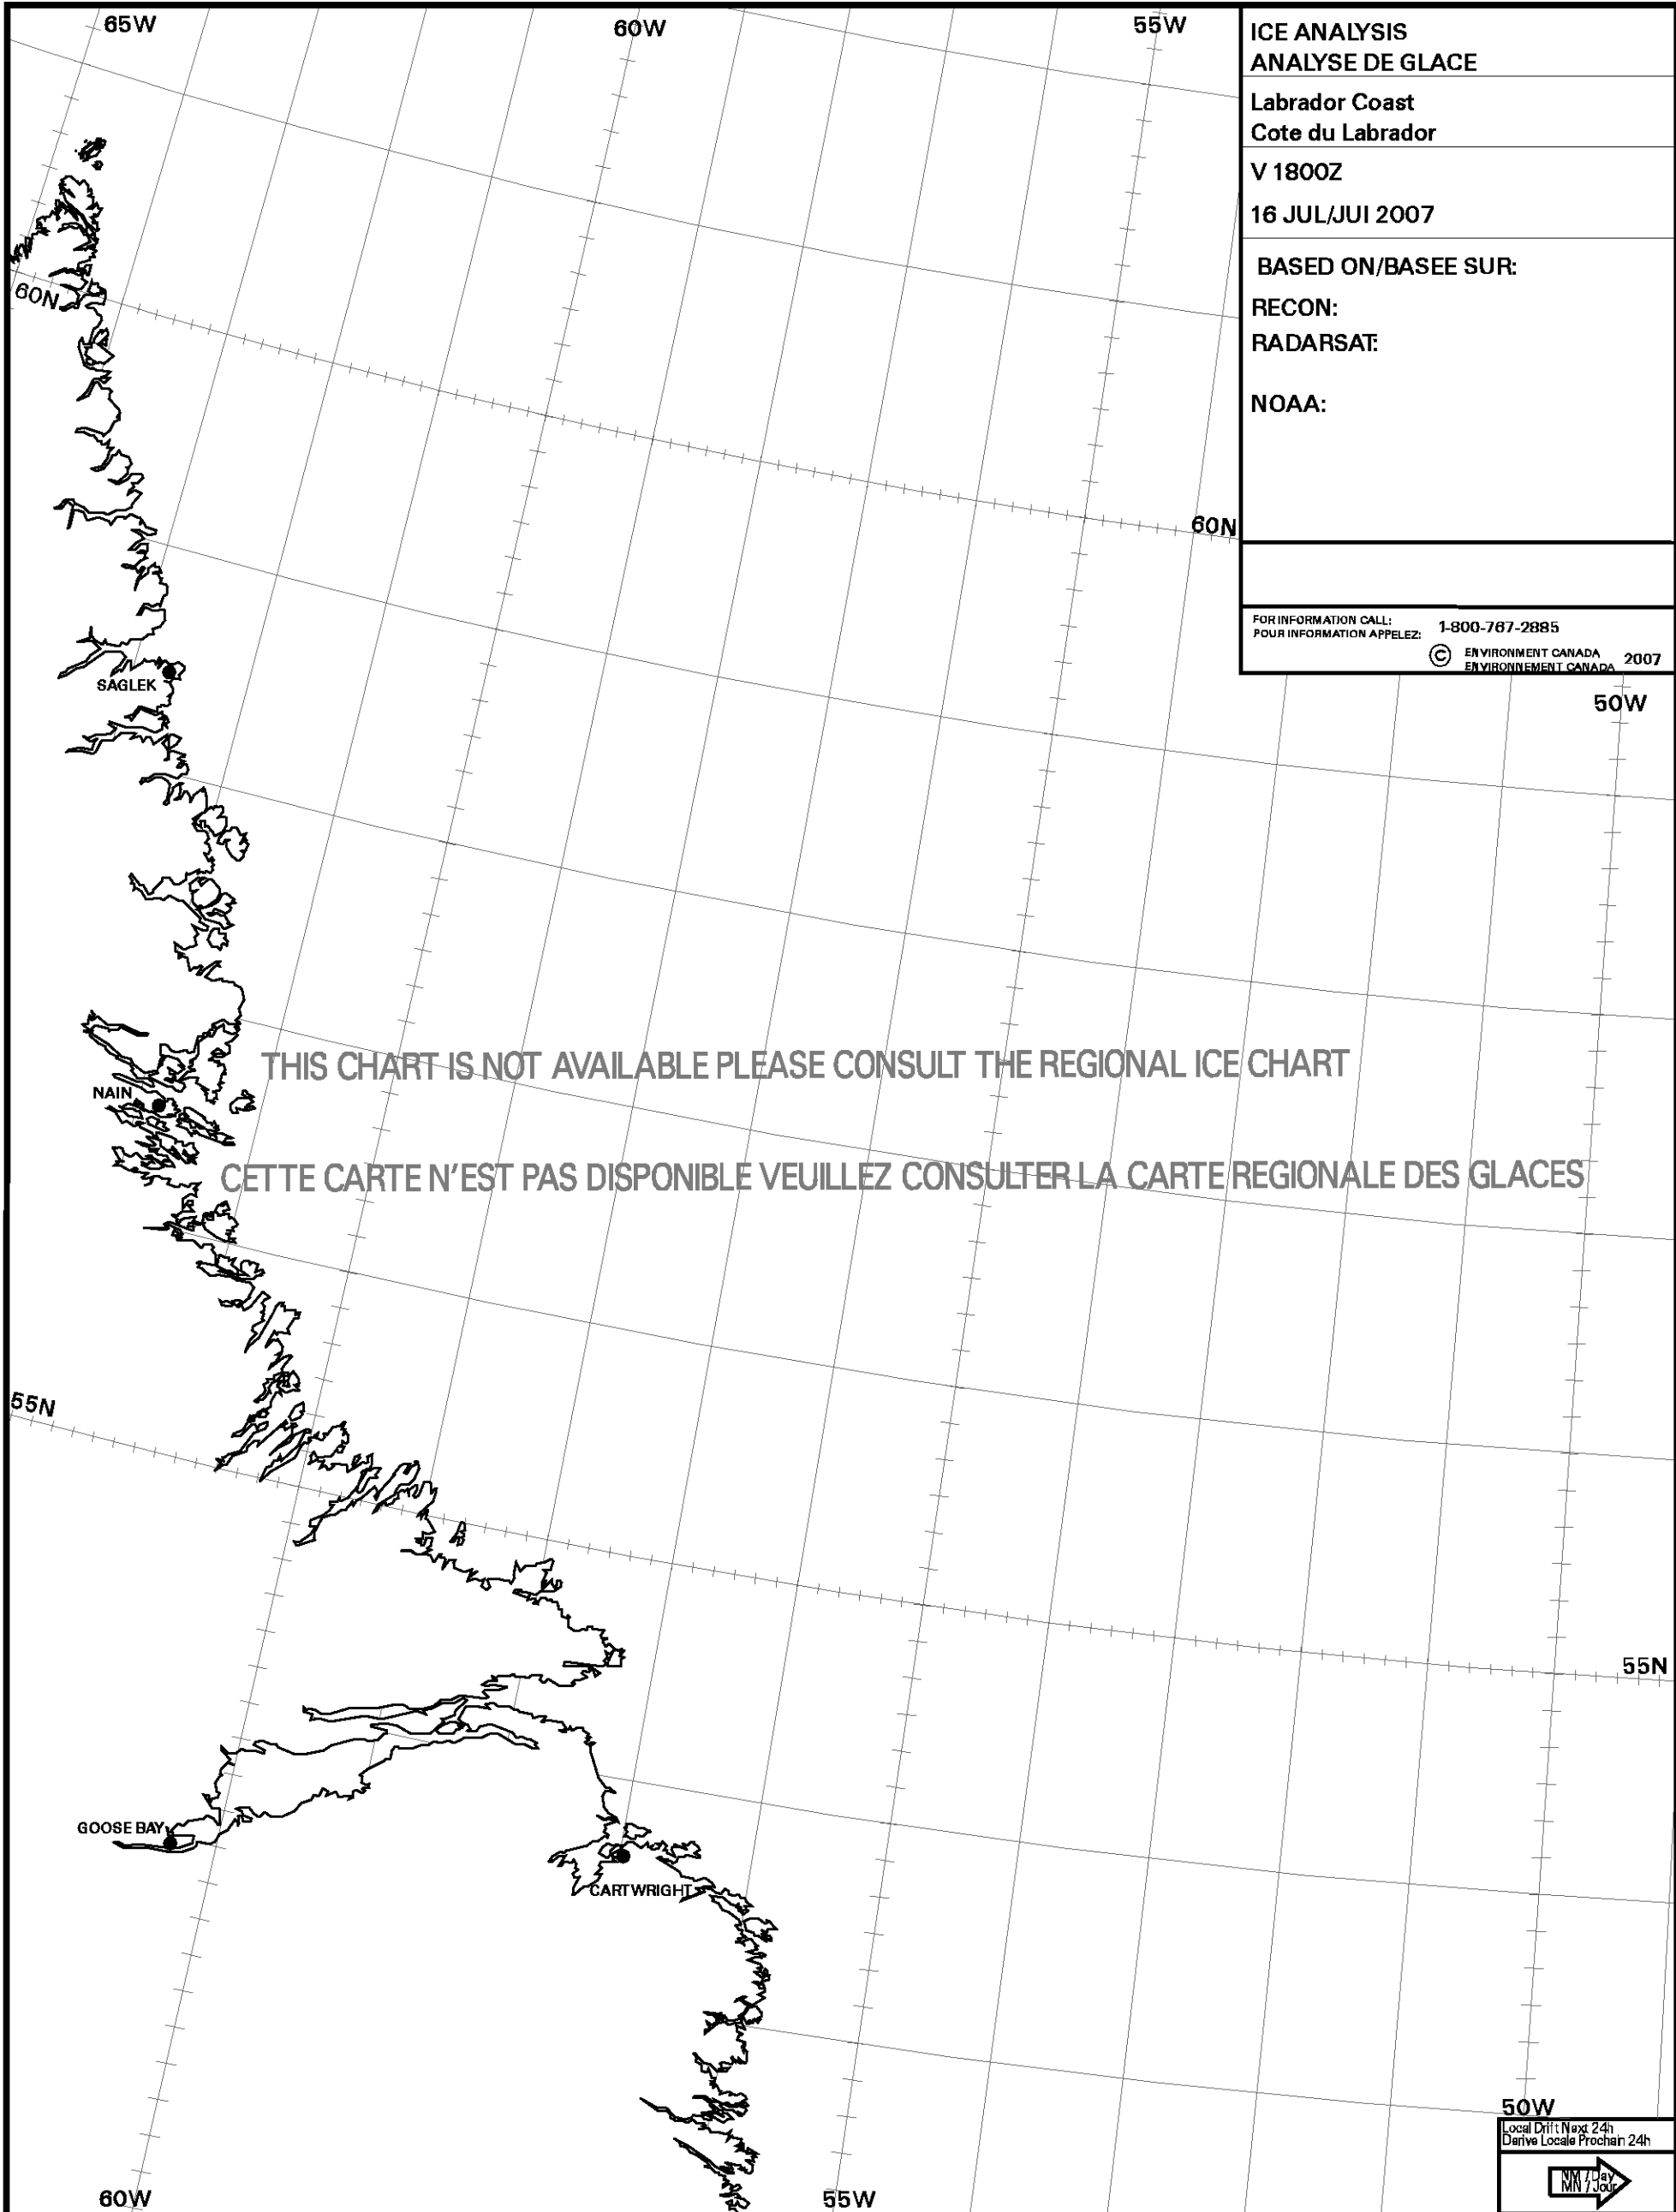 65W
60W
55W
ICE ANALYSIS
ANALYSE DE GLACE
Labrador Coast
Cote du Labrador
V 1800Z
16 JUL/JUI 2007
BASED ON/BASEE SUR:
RECON:
RADARSAT:
NOAA:
60N
60N
FOR INFORMATION CALL:
POUR INFORMATION APPELEZ:
1-800-767-2885
© ENVIRONMENT CANADA
ENVIRONNEMENT CANADA
2007
SAGLEK
50W
THIS CHART IS NOT AVAILABLE PLEASE CONSULT THE REGIONAL ICE CHART
NAIN
CETTE CARTE N'EST PAS DISPONIBLE VEUILLEZ CONSULTER LA CARTE REGIONALE DES GLACES
55N
55N
GOOSE BAY
CARTWRIGHT
50W
Local Drift Next 24h
Derive Locale Prochain 24h
NM / Day
MN / Jour
60W
55W